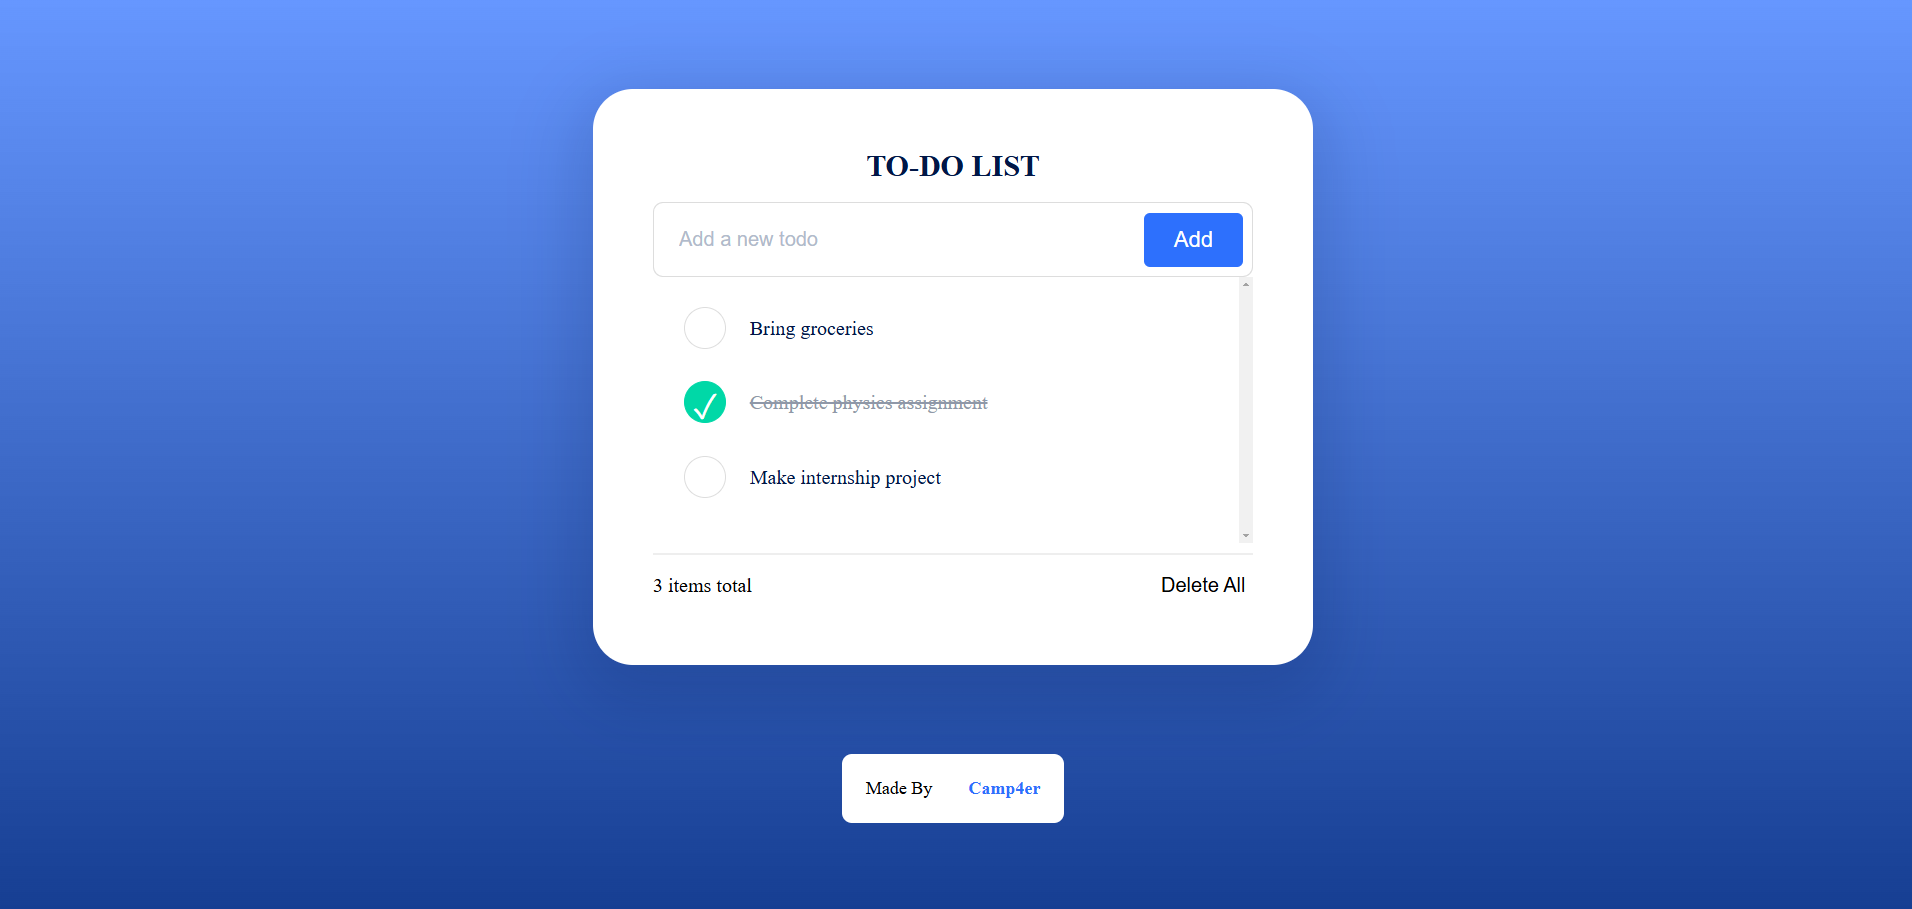 TO-DO LIST
Add a new todo
Add
Bring groceries
Complete physics assignment
Make internship project
3 items total
Delete All
Made By Camp4er